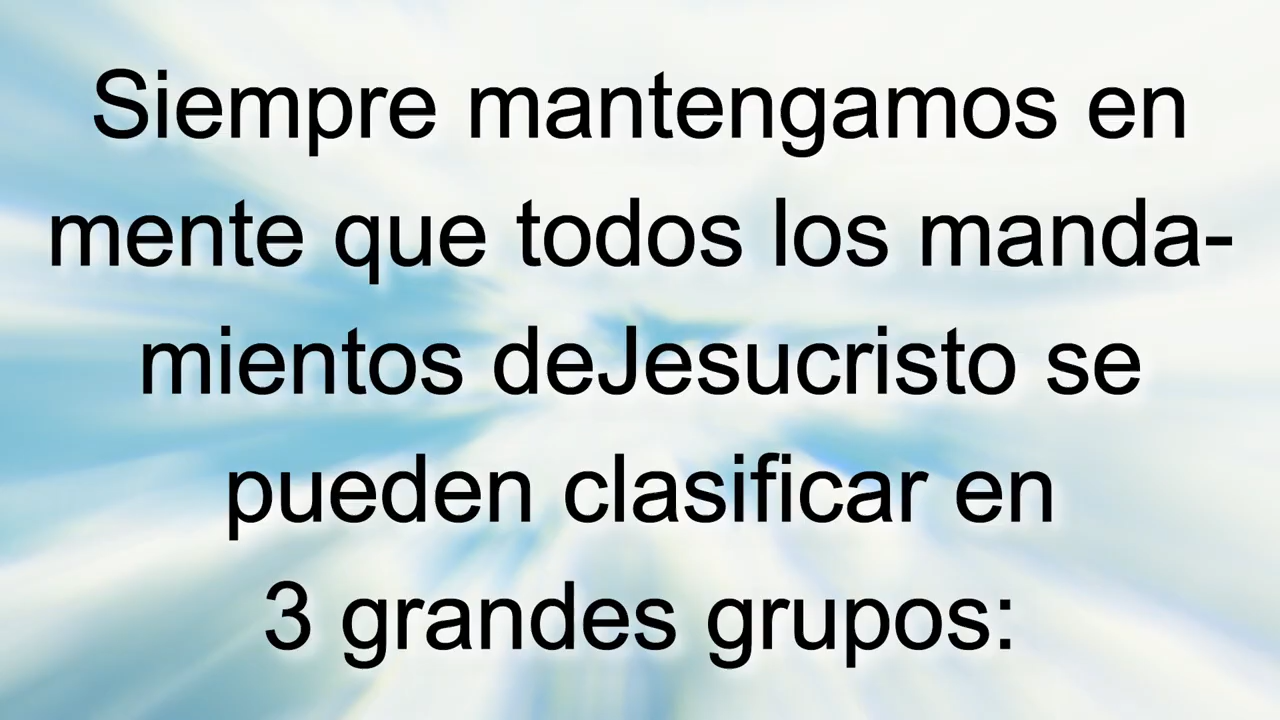 Siempre mantengamos en
mente que todos los manda-
mientos deJesucristo se
pueden clasificar en
3 grandes grupos: